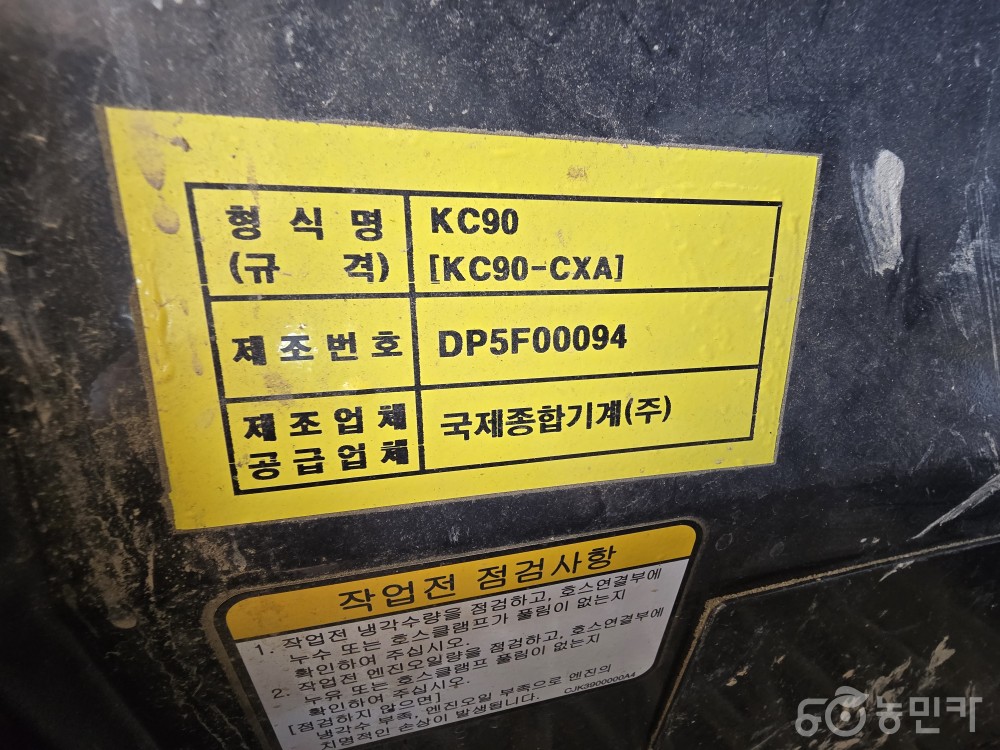 형식명 KC90
(규 격) [KC90-CXA]
제조번호 DP5F00094
제조업체 국제종합기계(주)
공급업체
작업전 점검사항
1. 작업전 냉각수량을 점검하고, 호스연결부에
누수 또는 호스클램프가 풀림이 없는지
확인하여 주십시오.
2. 작업전 엔진오일량을 점검하고, 호스연결부에
누유 또는 호스클램프 풀림이 없는지
확인하여 주십시오.
[점검하지 않으면]
냉각수 부족, 엔진오일 부족으로 엔진의
치명적인 손상이 발생됩니다.
CJK3900000A4
농민카